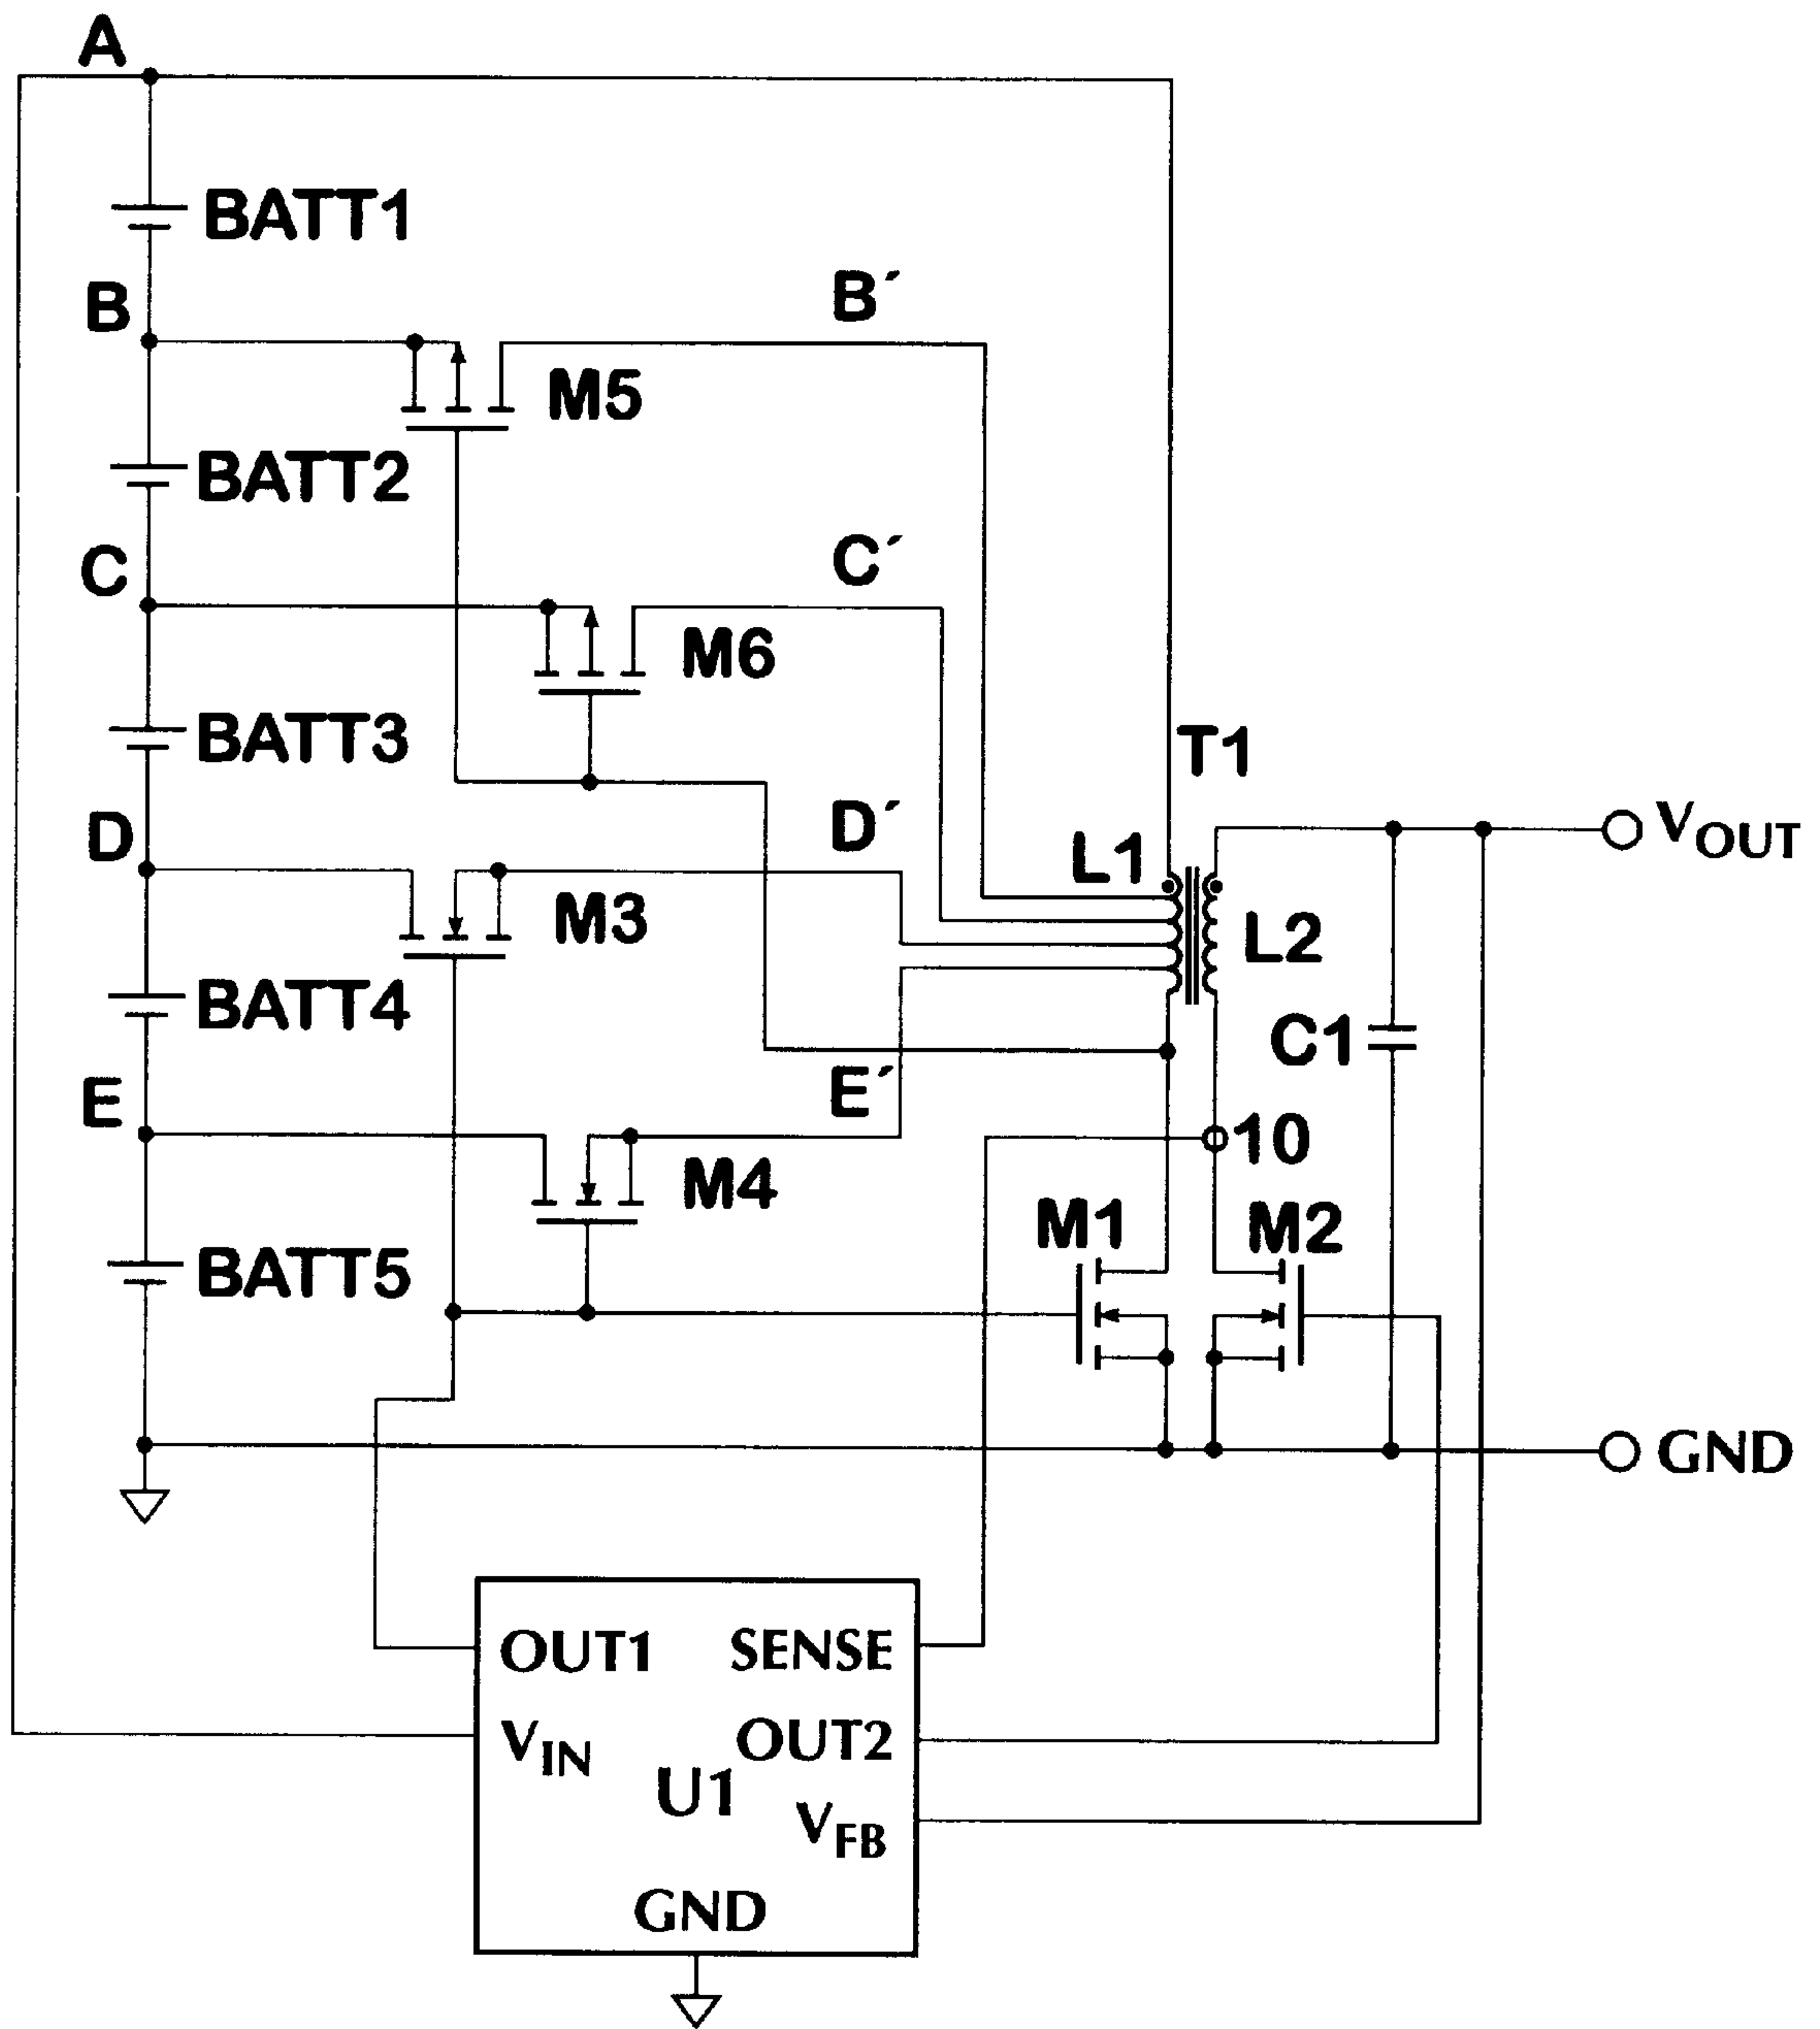 A
BATT1
B
B´
M5
BATT2
C
C´
M6
BATT3
T1
D
D´
VOUT
L1
M3
L2
BATT4
C1
E
E´
10
M4
M1
M2
BATT5
GND
OUT1
SENSE
VIN
OUT2
U1
VFB
GND